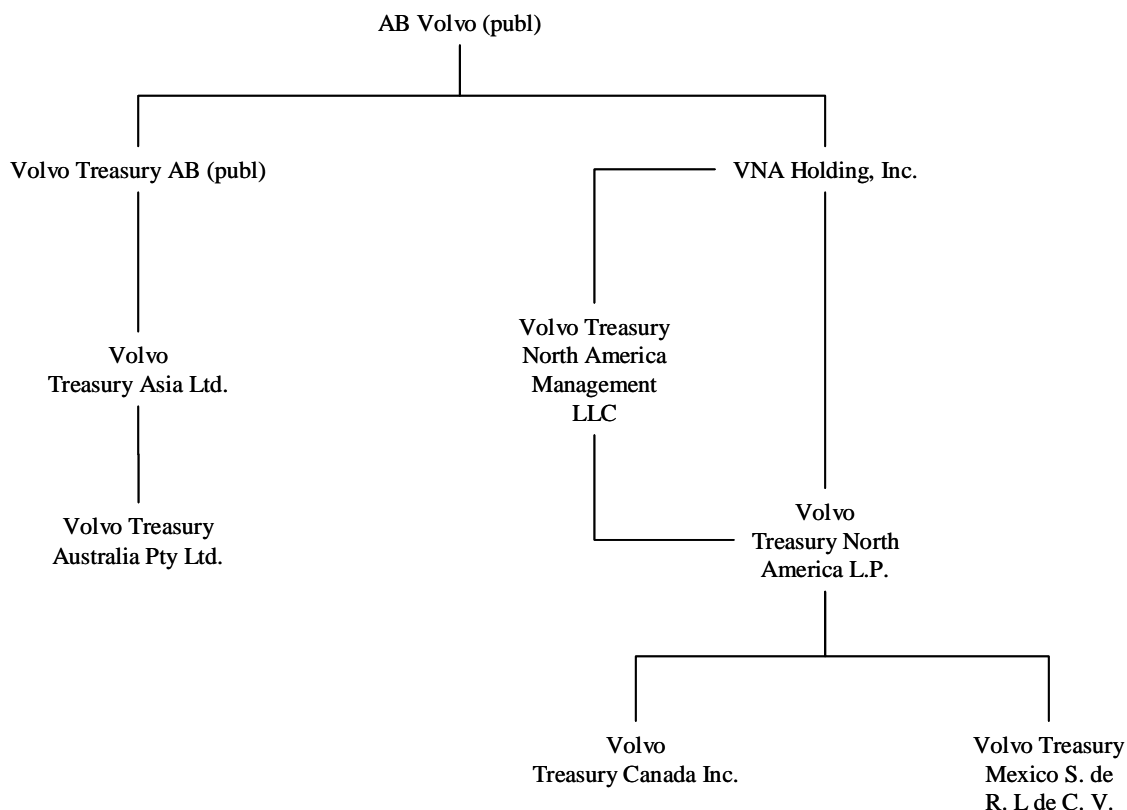 AB Volvo (publ)
Volvo Treasury AB (publ)
VNA Holding, Inc.
Volvo Treasury
North America
Management
LLC
Volvo
Treasury Asia Ltd.
Volvo Treasury
Australia Pty Ltd.
Volvo
Treasury North
America L.P.
Volvo
Treasury Canada Inc.
Volvo Treasury
Mexico S. de
R. L de C. V.